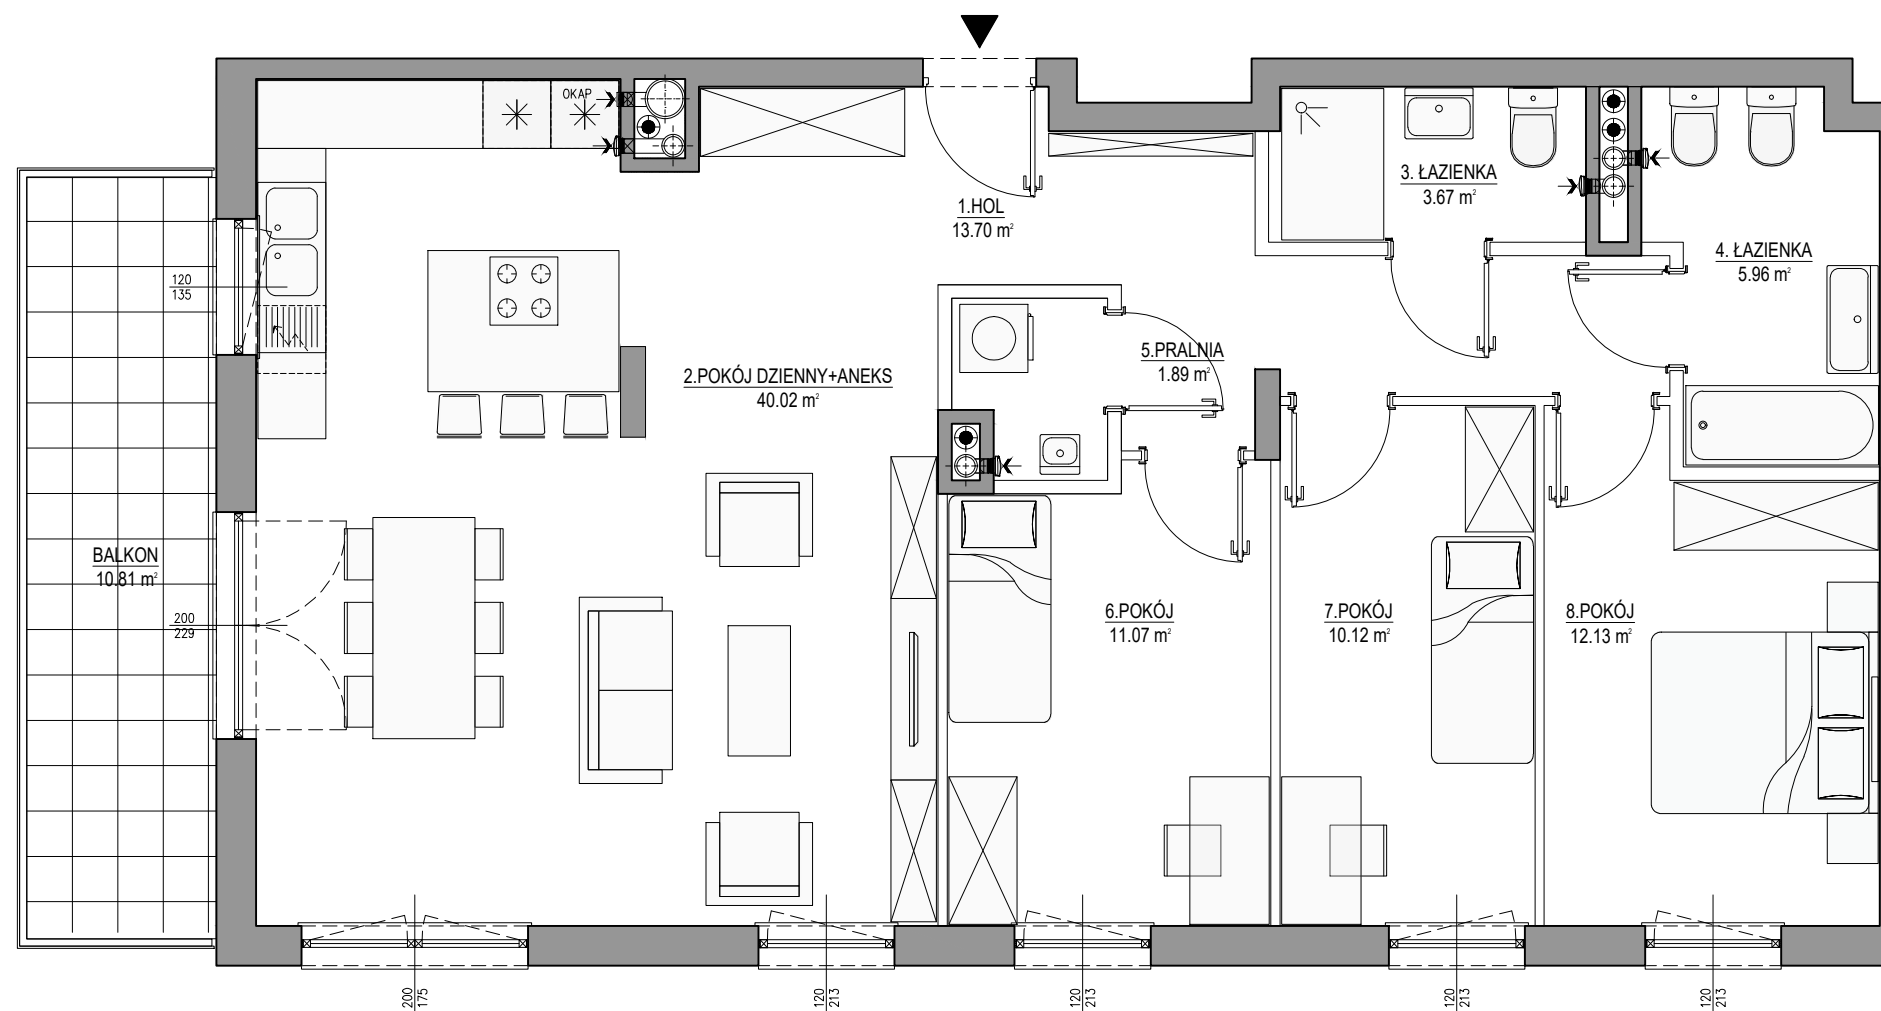 OKAP
1.HOL
13.70 m²
3. ŁAZIENKA
3.67 m²
4. ŁAZIENKA
5.96 m²
120
135
5.PRALNIA
1.89 m²
2.POKÓJ DZIENNY+ANEKS
40.02 m²
BALKON
10.81 m²
200
229
6.POKÓJ
11.07 m²
7.POKÓJ
10.12 m²
8.POKÓJ
12.13 m²
200
175
120
213
120
213
120
213
120
213